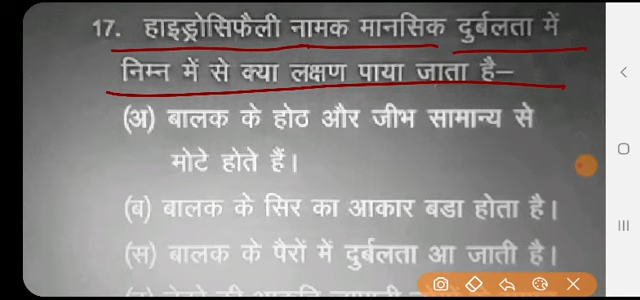 17. हाइड्रोसिफैली नामक मानसिक दुर्बलता में
निम्न में से क्या लक्षण पाया जाता है–
(अ) बालक के होठ और जीभ सामान्य से
मोटे होते हैं।
(ब) बालक के सिर का आकार बडा होता है।
(स) बालक के पैरों में दुर्बलता आ जाती है।